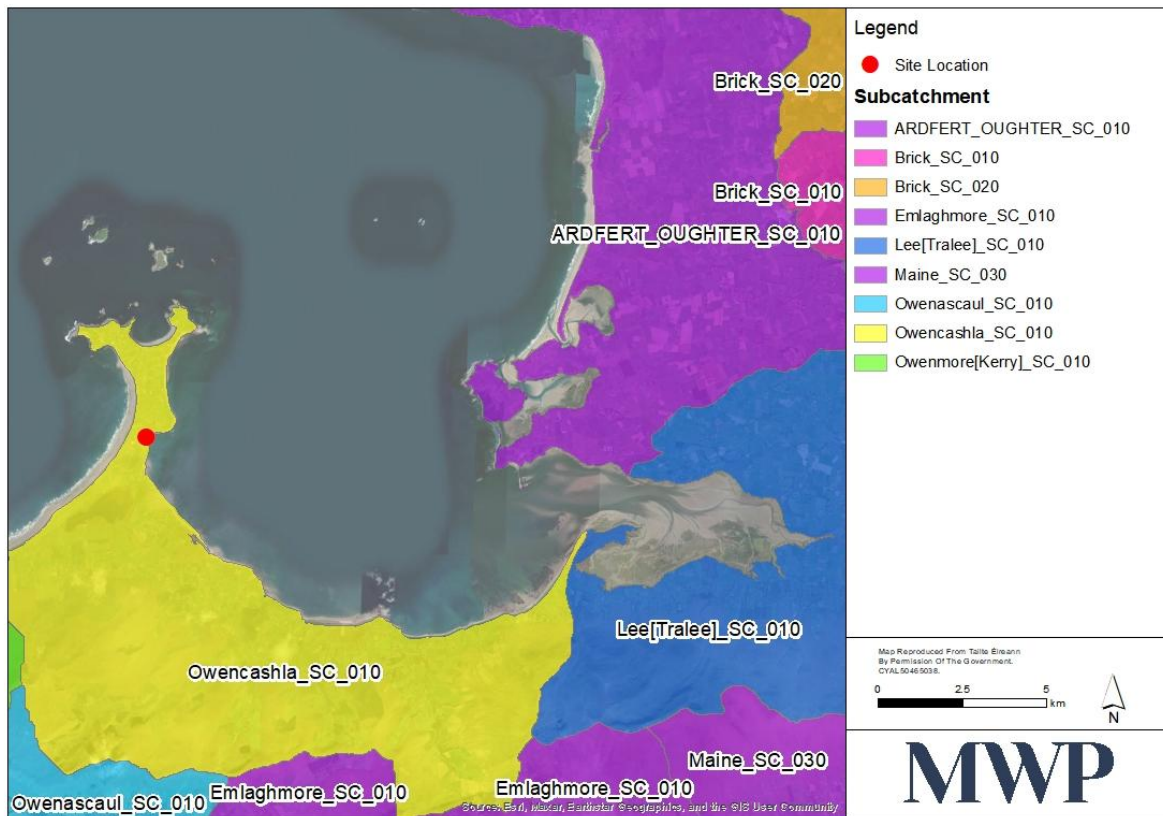 Brick_SC_020
Brick_SC_010
ARDFERT_OUGHTER_SC_010
Lee[Tralee]_SC_010
Owencashla_SC_010
Maine_SC_030
Emlaghmore_SC_010
Emlaghmore_SC_010
Owenascaul_SC_010
Source: Esri, Maxar, Earthstar Geographics, and the GIS User Community
Legend
Site Location
Subcatchment
ARDFERT_OUGHTER_SC_010
Brick_SC_010
Brick_SC_020
Emlaghmore_SC_010
Lee[Tralee]_SC_010
Maine_SC_030
Owenascaul_SC_010
Owencashla_SC_010
Owenmore[Kerry]_SC_010
Map Reproduced From Tailte Éireann
By Permission Of The Government.
CYAL50465038.
0 2.5 5
km
N
MWP